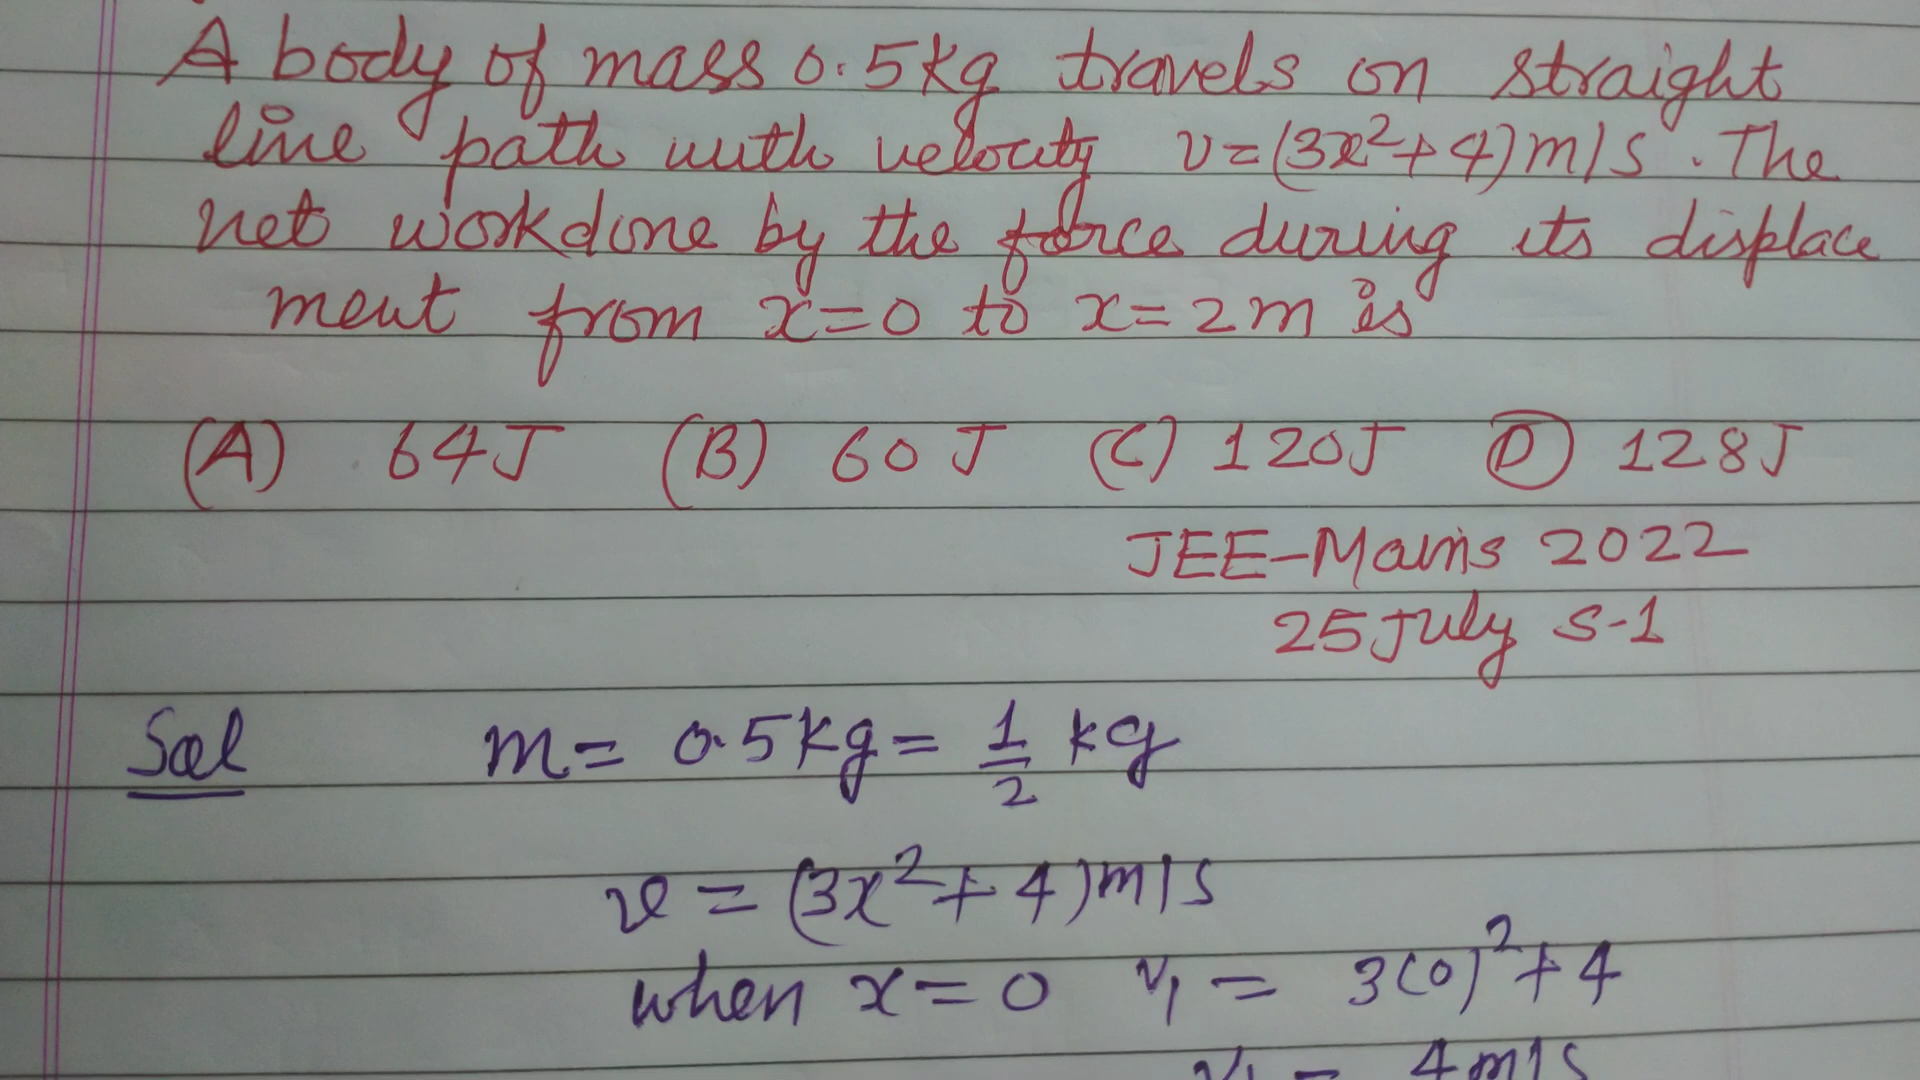 A body of mass 0.5kg travels on straight
line path with velocity v=(3x²+4)m/s. The
net workdone by the force during its displace
ment from x=0 to x=2m is
(A) 64J (B) 60J (C) 120J (D) 128J
JEE-Mains 2022
25 July S-1
Sol m= 0.5kg= 1/2 kg
v = (3x²+4)m/s
when x=0 v₁ = 3(0)²+4
v₁ = 4m/s